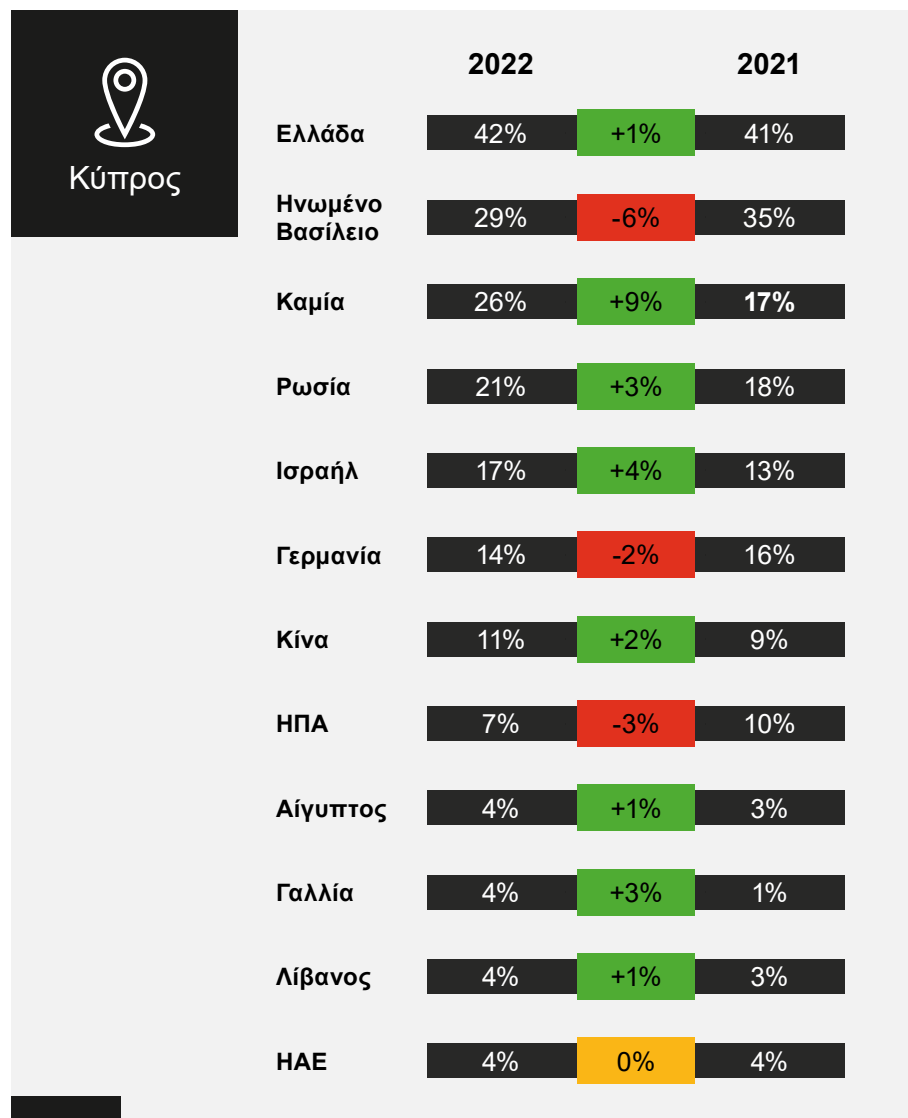 Κύπρος
2022 2021
Ελλάδα 42% +1% 41%
Ηνωμένο
Βασίλειο 29% -6% 35%
Καμία 26% +9% 17%
Ρωσία 21% +3% 18%
Ισραήλ 17% +4% 13%
Γερμανία 14% -2% 16%
Κίνα 11% +2% 9%
ΗΠΑ 7% -3% 10%
Αίγυπτος 4% +1% 3%
Γαλλία 4% +3% 1%
Λίβανος 4% +1% 3%
ΗΑΕ 4% 0% 4%